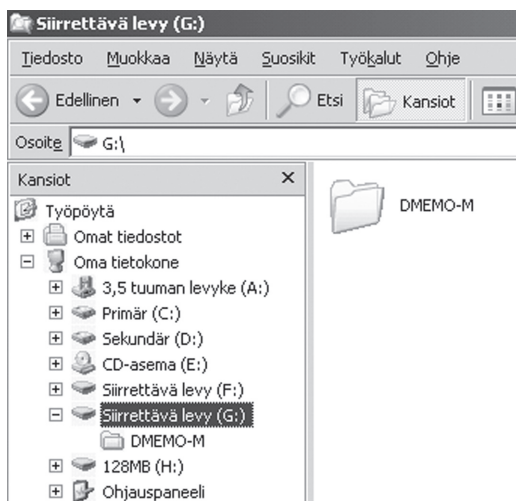 Siirrettävä levy (G:)
Tiedosto Muokkaa Näytä Suosikit Työkalut Ohje
Edellinen Etsi Kansiot
Osoite G:\
Kansiot
DMEMO-M
Työpöytä
Omat tiedostot
Oma tietokone
3,5 tuuman levyke (A:)
Primär (C:)
Sekundär (D:)
CD-asema (E:)
Siirrettävä levy (F:)
Siirrettävä levy (G:)
DMEMO-M
128MB (H:)
Ohjauspaneeli